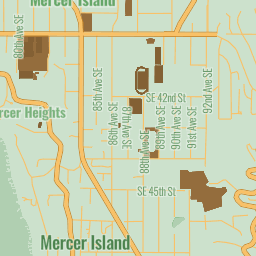 Mercer Island
80th Ave SE
85th Ave SE
86th Ave SE
87th Ave SE
88th Ave SE
89th Ave SE
90th Ave SE
91st Ave SE
92nd Ave SE
SE 42nd St
rcer Heights
SE 45th St
Mercer Island